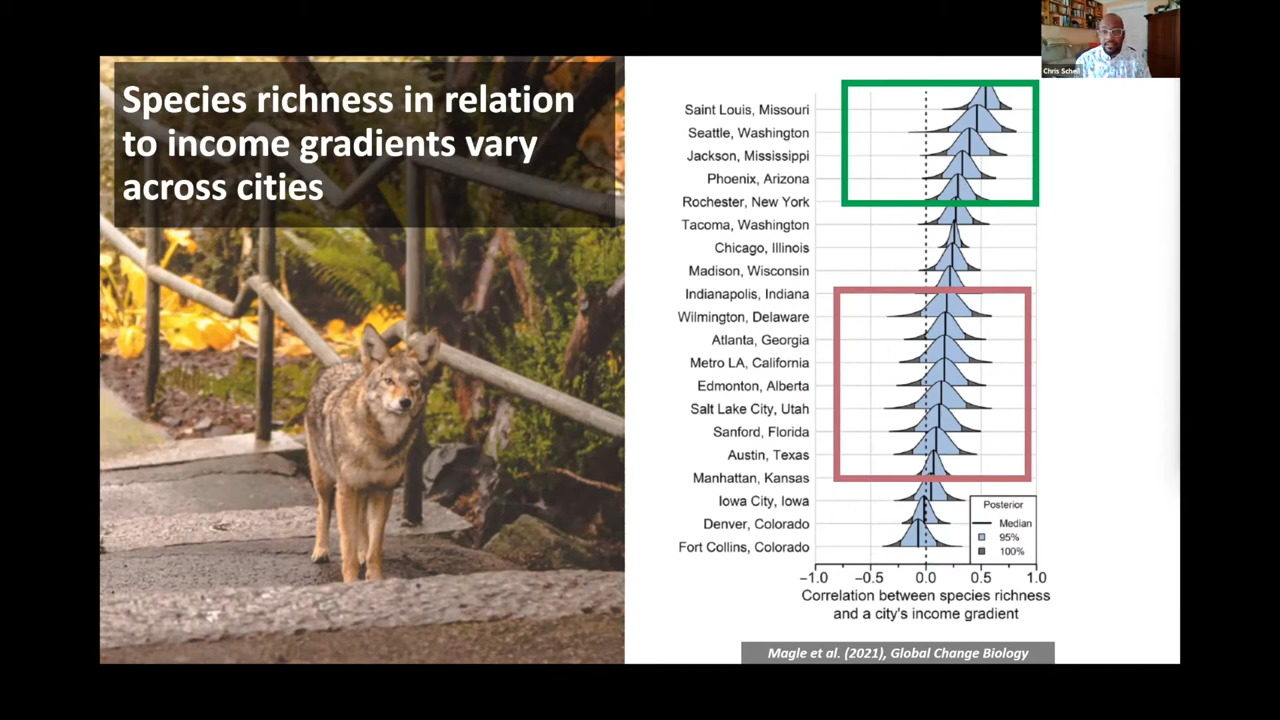 Species richness in relation
to income gradients vary
across cities
Chris Schell
Saint Louis, Missouri
Seattle, Washington
Jackson, Mississippi
Phoenix, Arizona
Rochester, New York
Tacoma, Washington
Chicago, Illinois
Madison, Wisconsin
Indianapolis, Indiana
Wilmington, Delaware
Atlanta, Georgia
Metro LA, California
Edmonton, Alberta
Salt Lake City, Utah
Sanford, Florida
Austin, Texas
Manhattan, Kansas
Iowa City, Iowa
Denver, Colorado
Fort Collins, Colorado
Posterior
Median
95%
100%
−1.0 −0.5 0.0 0.5 1.0
Correlation between species richness
and a city's income gradient
Magle et al. (2021), Global Change Biology